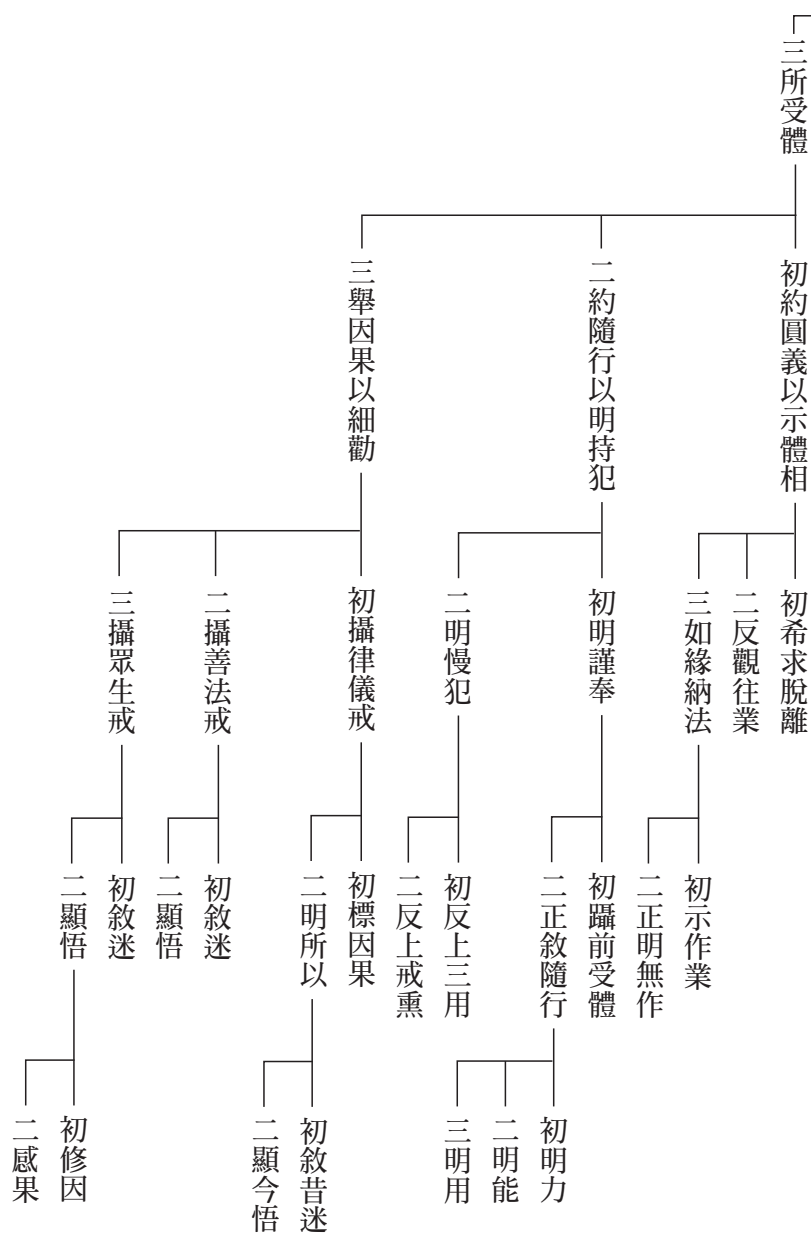 三所受體
初約圓義以示體相
二約隨行以明持犯
三舉因果以細勸
初希求脫離
二反觀往業
三如緣納法
初明謹奉
二明慢犯
初攝律儀戒
二攝善法戒
三攝眾生戒
初示作業
二正明無作
初躡前受體
二正敘隨行
初反上三用
二反上戒熏
初標因果
二明所以
初敘迷
二顯悟
初敘迷
二顯悟
初明力
二明能
三明用
初敘昔迷
二顯今悟
初修因
二感果